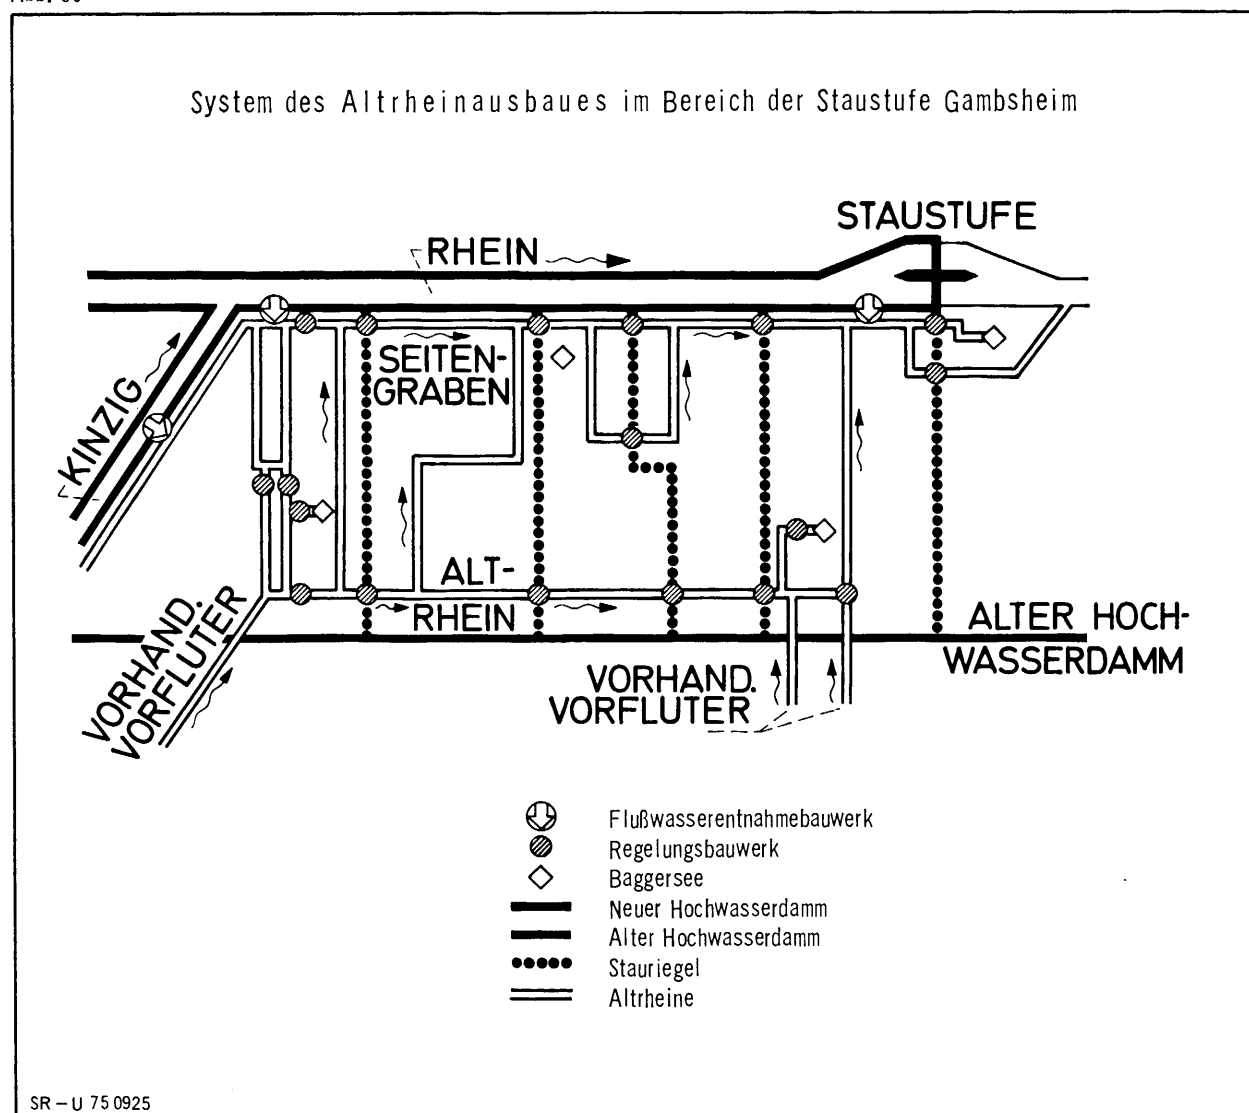 System des Altrheinausbaues im Bereich der Staustufe Gambsheim
STAUSTUFE
RHEIN
KINZIG
SEITEN-
GRABEN
ALT-
RHEIN
VORHAND.
VORFLUTER
ALTER HOCH-
WASSERDAMM
VORHAND.
VORFLUTER
Flußwasserentnahmebauwerk
Regelungsbauwerk
Baggersee
Neuer Hochwasserdamm
Alter Hochwasserdamm
Stauriegel
Altrheine
SR – U 75 0925